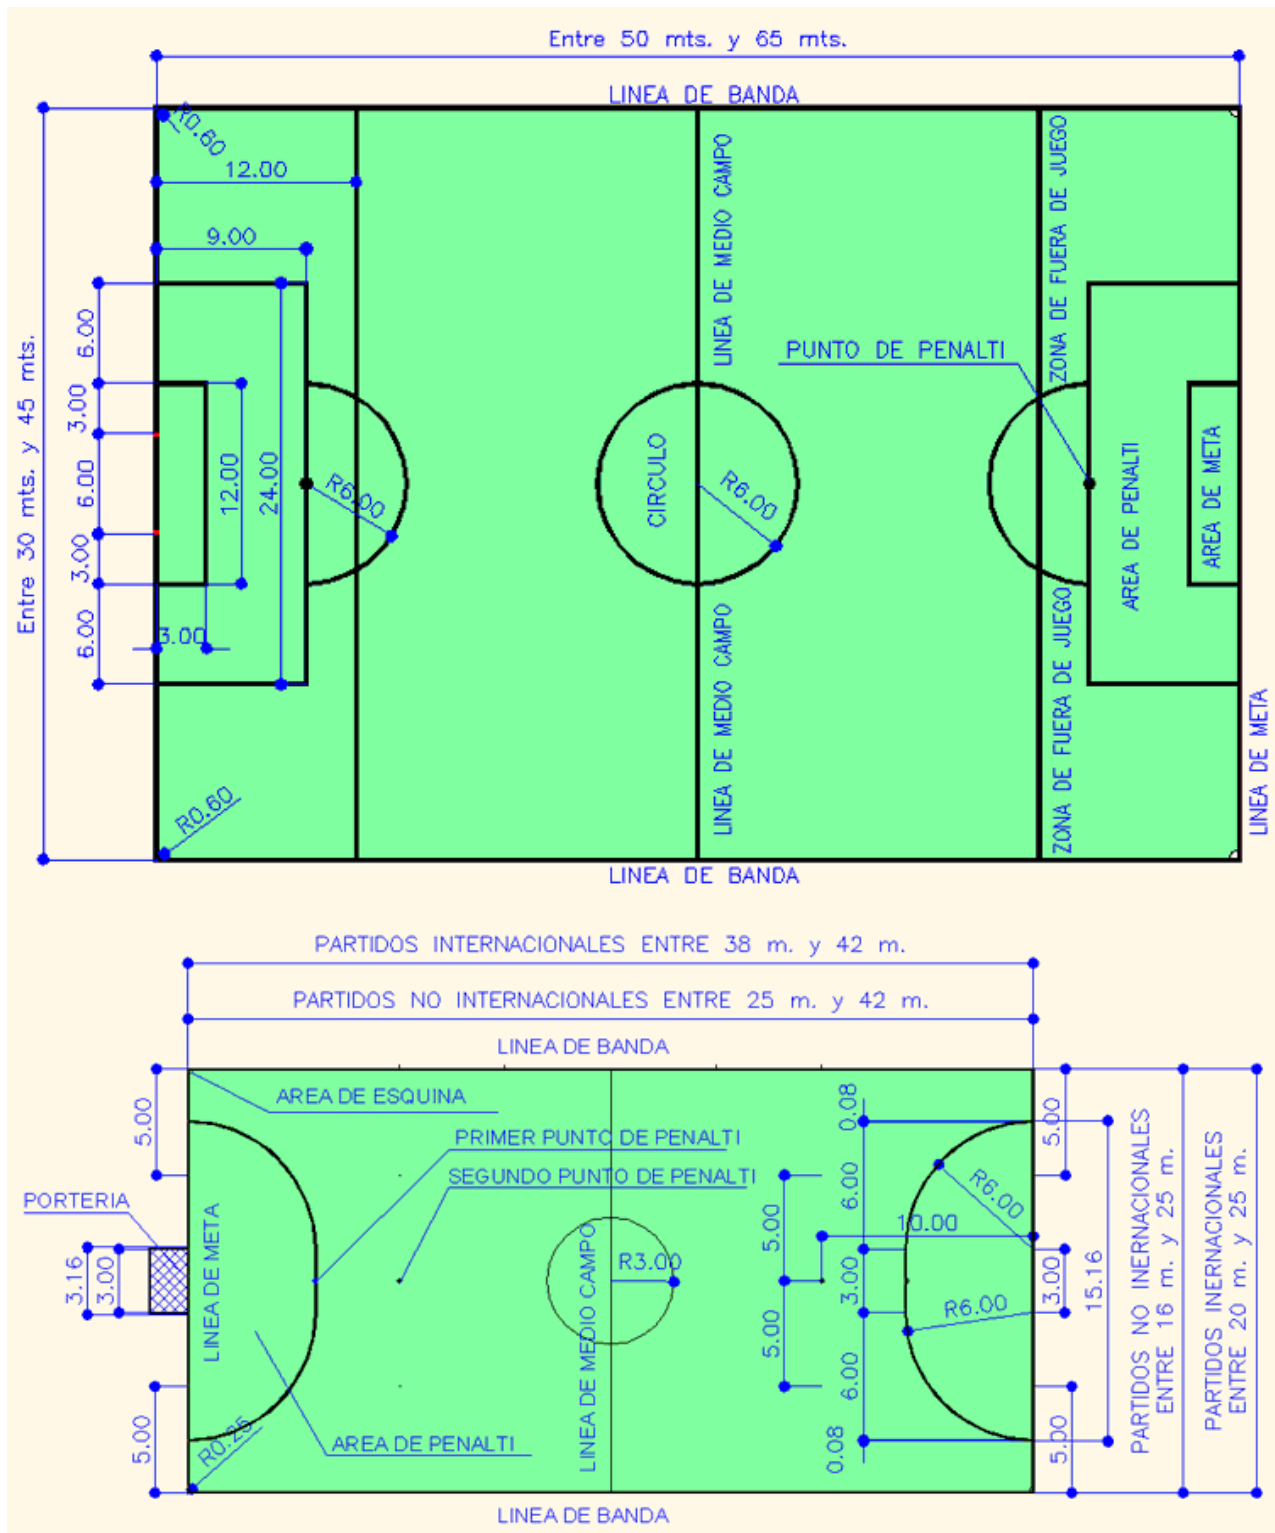 Entre 50 mts. y 65 mts.
LINEA DE BANDA
R0.60
12.00
9.00
6.00
3.00
6.00
3.00
6.00
Entre 30 mts. y 45 mts.
12.00
24.00
3.00
R6.00
R0.60
LINEA DE MEDIO CAMPO
CIRCULO
R6.00
LINEA DE MEDIO CAMPO
PUNTO DE PENALTI
ZONA DE FUERA DE JUEGO
ZONA DE FUERA DE JUEGO
AREA DE PENALTI
AREA DE META
LINEA DE META
LINEA DE BANDA
PARTIDOS INTERNACIONALES ENTRE 38 m. y 42 m.
PARTIDOS NO INTERNACIONALES ENTRE 25 m. y 42 m.
LINEA DE BANDA
AREA DE ESQUINA
PRIMER PUNTO DE PENALTI
SEGUNDO PUNTO DE PENALTI
5.00
PORTERIA
3.16
3.00
LINEA DE META
5.00
R0.25
AREA DE PENALTI
LINEA DE MEDIO CAMPO
R3.00
5.00
5.00
0.08
6.00
3.00
6.00
0.08
10.00
R6.00
R6.00
5.00
3.00
15.16
5.00
PARTIDOS NO INERNACIONALES
ENTRE 16 m. y 25 m.
PARTIDOS INERNACIONALES
ENTRE 20 m. y 25 m.
LINEA DE BANDA